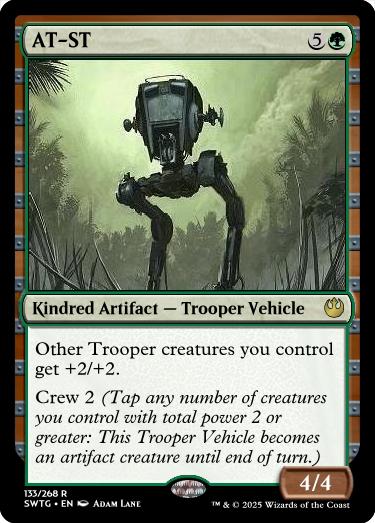 AT-ST 5
Kindred Artifact — Trooper Vehicle
Other Trooper creatures you control
get +2/+2.
Crew 2 (Tap any number of creatures
you control with total power 2 or
greater: This Trooper Vehicle becomes
an artifact creature until end of turn.)
4/4
133/268 R
SWTG • EN ADAM LANE
™ & © 2025 Wizards of the Coast